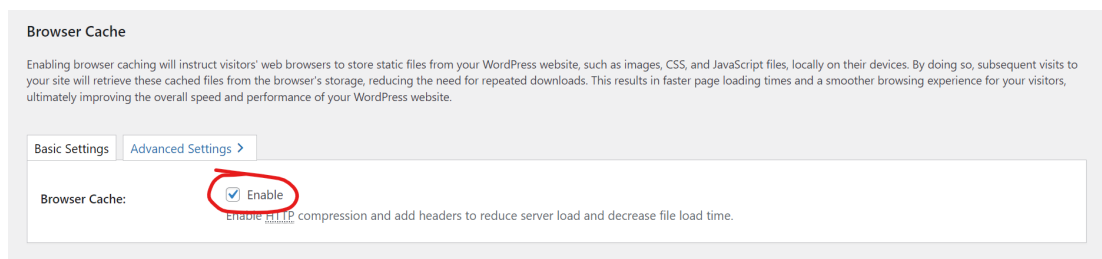 Browser Cache
Enabling browser caching will instruct visitors' web browsers to store static files from your WordPress website, such as images, CSS, and JavaScript files, locally on their devices. By doing so, subsequent visits to
your site will retrieve these cached files from the browser's storage, reducing the need for repeated downloads. This results in faster page loading times and a smoother browsing experience for your visitors,
ultimately improving the overall speed and performance of your WordPress website.
Basic Settings Advanced Settings >
Browser Cache: Enable
Enable HTTP compression and add headers to reduce server load and decrease file load time.